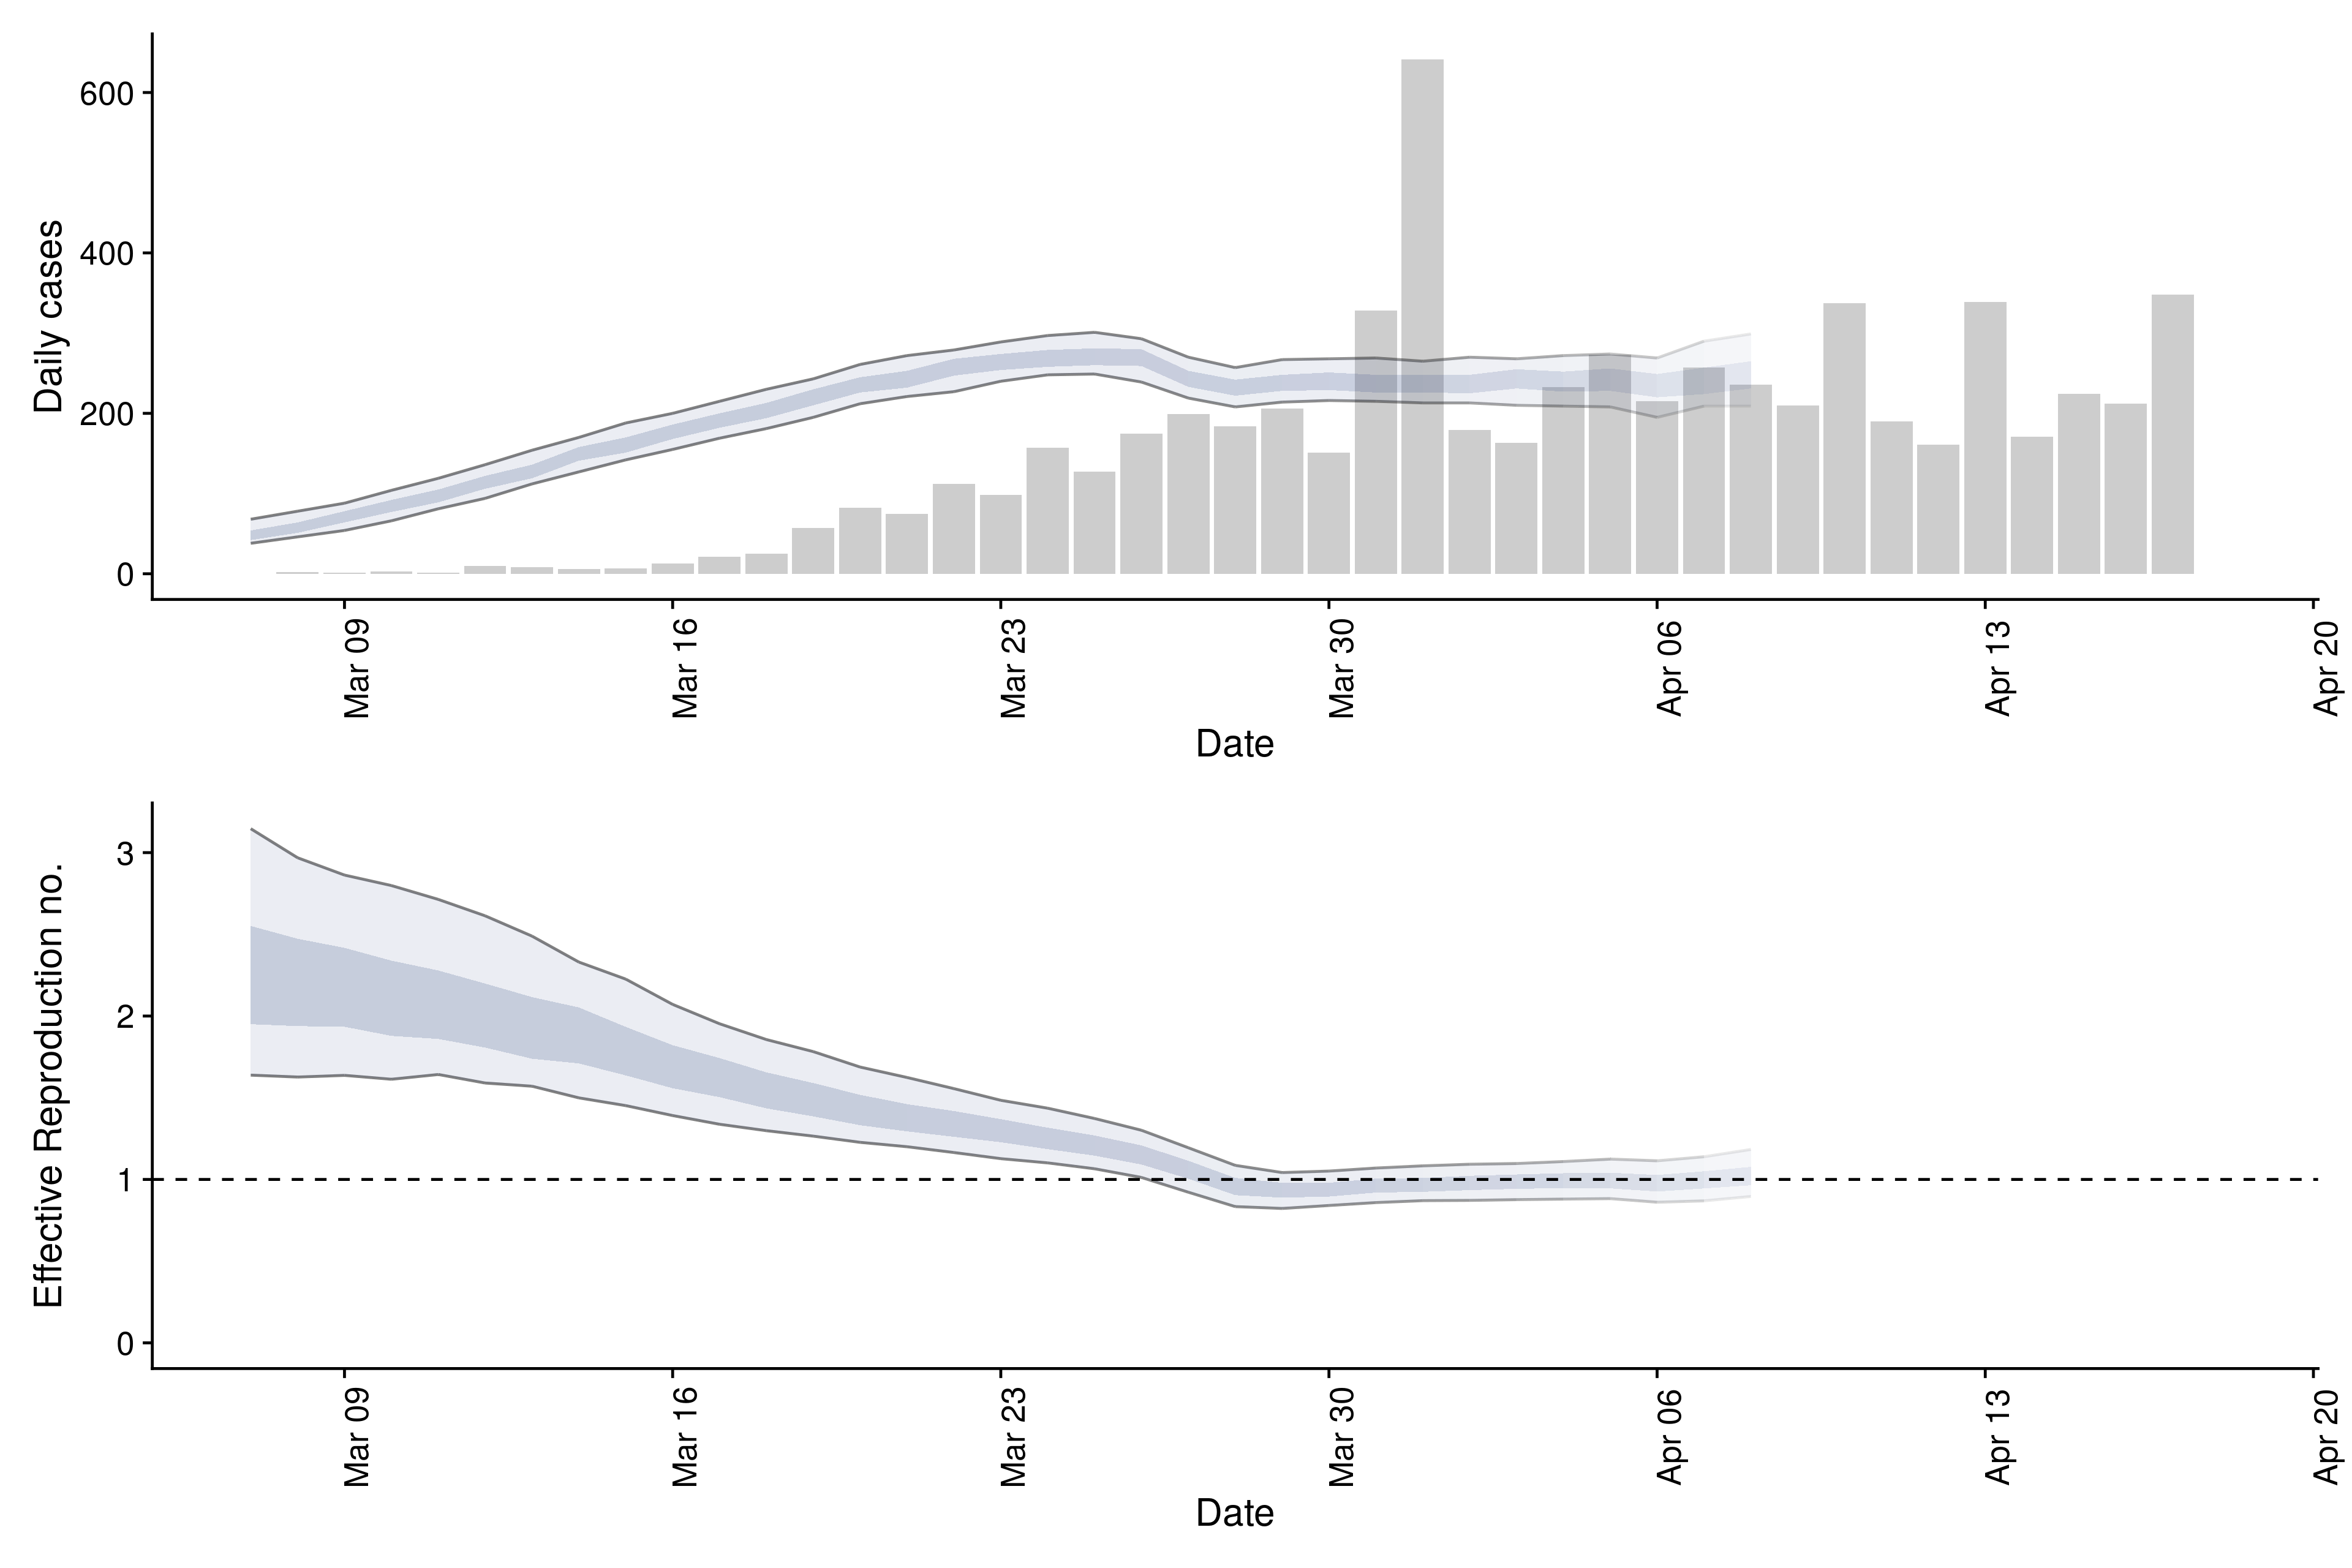 Daily cases
600
400
200
0
Mar 09
Mar 16
Mar 23
Mar 30
Apr 06
Apr 13
Apr 20
Date
Effective Reproduction no.
3
2
1
0
Mar 09
Mar 16
Mar 23
Mar 30
Apr 06
Apr 13
Apr 20
Date